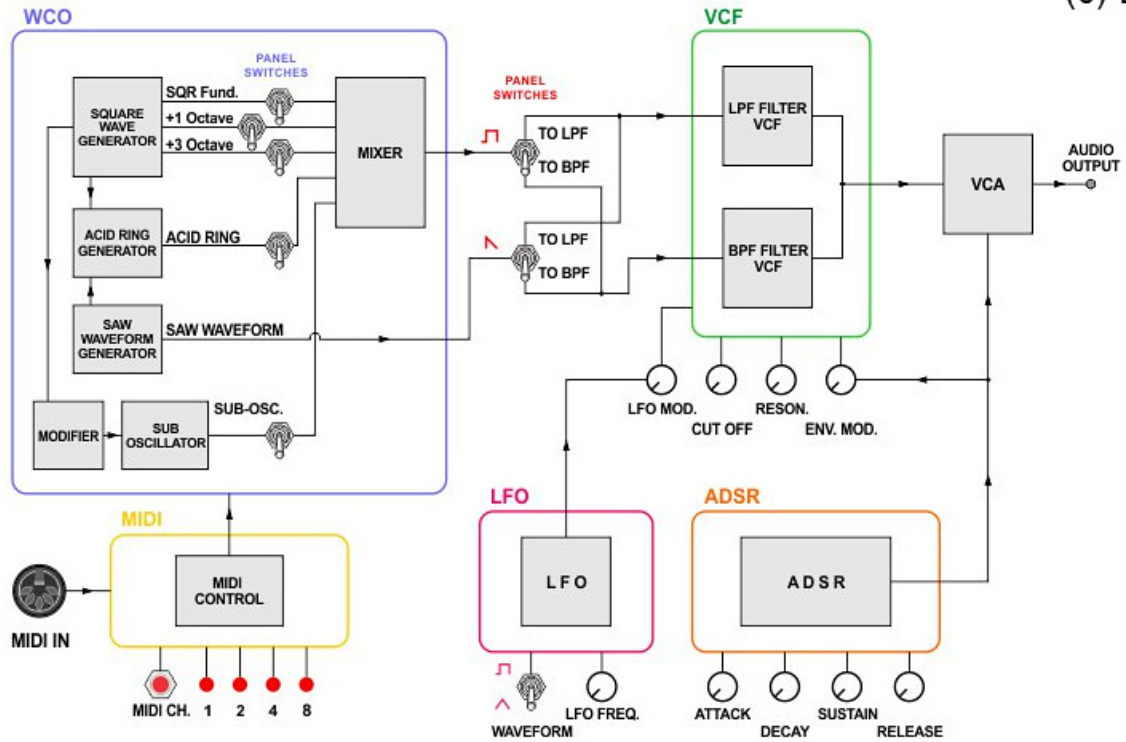 WCO
PANEL
SWITCHES
SQUARE
WAVE
GENERATOR
SQR Fund.
+1 Octave
+3 Octave
MIXER
ACID RING
GENERATOR
ACID RING
SAW
WAVEFORM
GENERATOR
SAW WAVEFORM
MODIFIER
SUB
OSCILLATOR
SUB-OSC.
PANEL
SWITCHES
TO LPF
TO BPF
TO LPF
TO BPF
VCF
LPF FILTER
VCF
BPF FILTER
VCF
LFO MOD.
CUT OFF
RESON.
ENV. MOD.
VCA
AUDIO
OUTPUT
MIDI
MIDI
CONTROL
MIDI IN
MIDI CH.
1
2
4
8
LFO
LFO
WAVEFORM
LFO FREQ.
ADSR
ADSR
ATTACK
DECAY
SUSTAIN
RELEASE